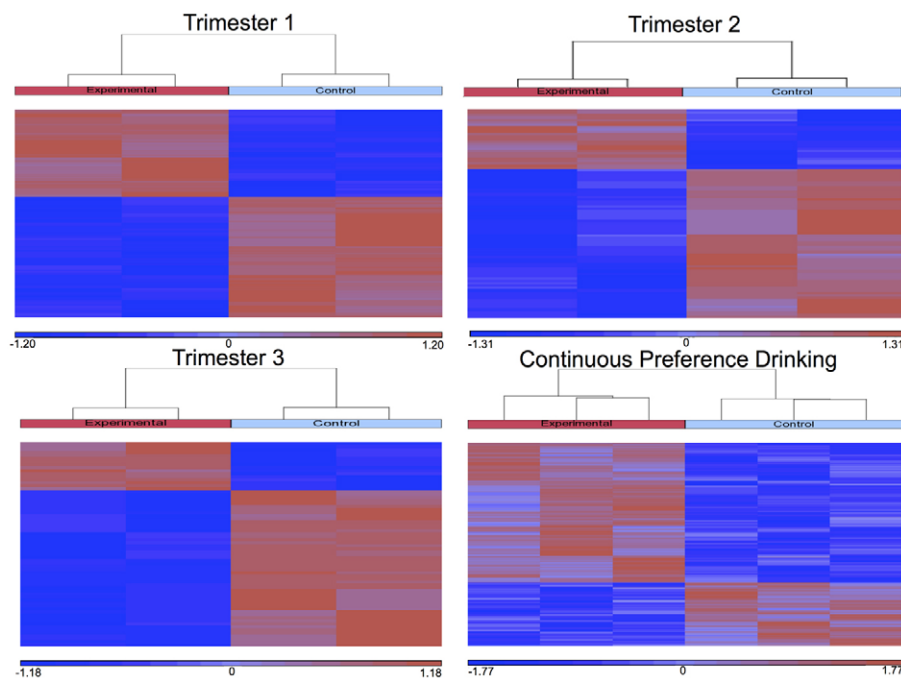 Trimester 1
Experimental Control
-1.20 0 1.20
Trimester 2
Experimental Control
-1.31 0 1.31
Trimester 3
Experimental Control
-1.18 0 1.18
Continuous Preference Drinking
Experimental Control
-1.77 0 1.77